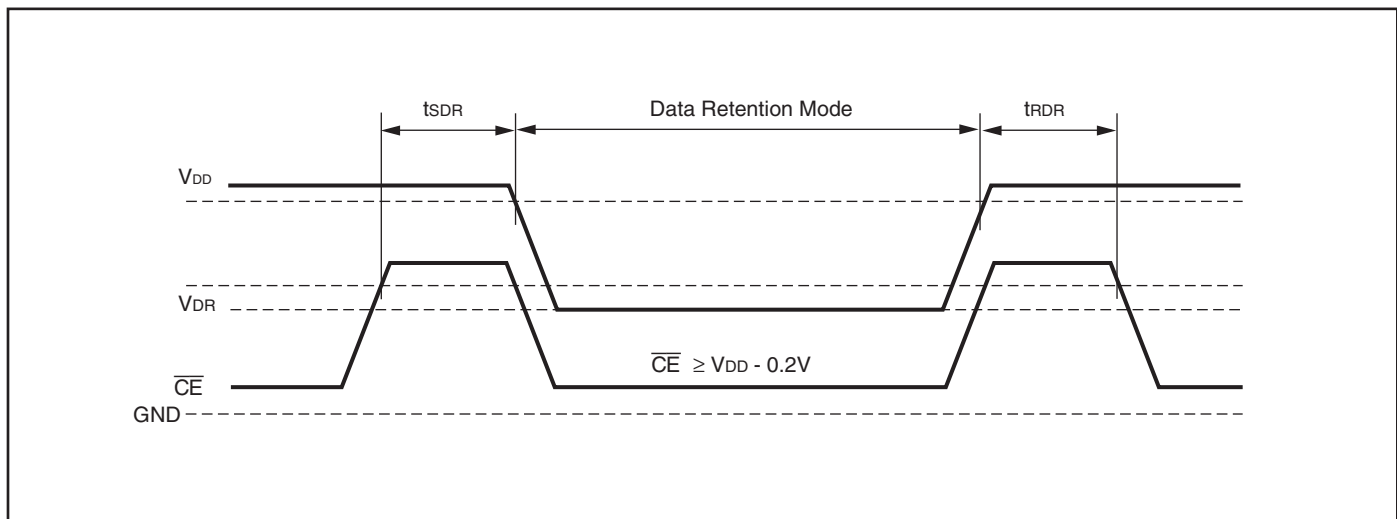 tSDR Data Retention Mode tRDR
VDD
VDR
CE ≥ VDD - 0.2V
CE
GND